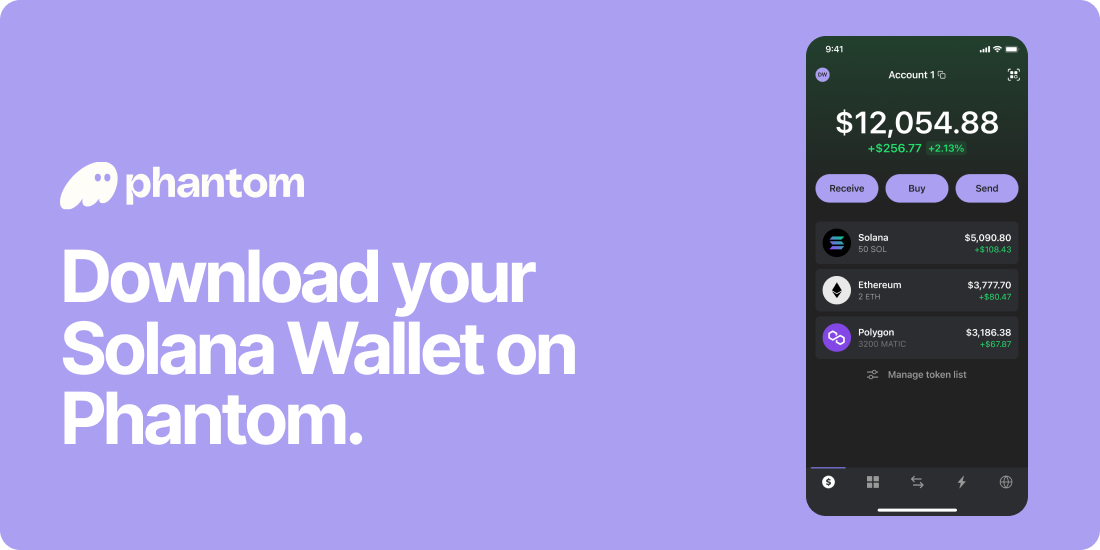 phantom
Download your
Solana Wallet on
Phantom.
9:41
DW
Account 1
$12,054.88
+$256.77 +2.13%
Receive Buy Send
Solana $5,090.80
50 SOL +$108.43
Ethereum $3,777.70
2 ETH +$80.47
Polygon $3,186.38
3200 MATIC +$67.87
Manage token list